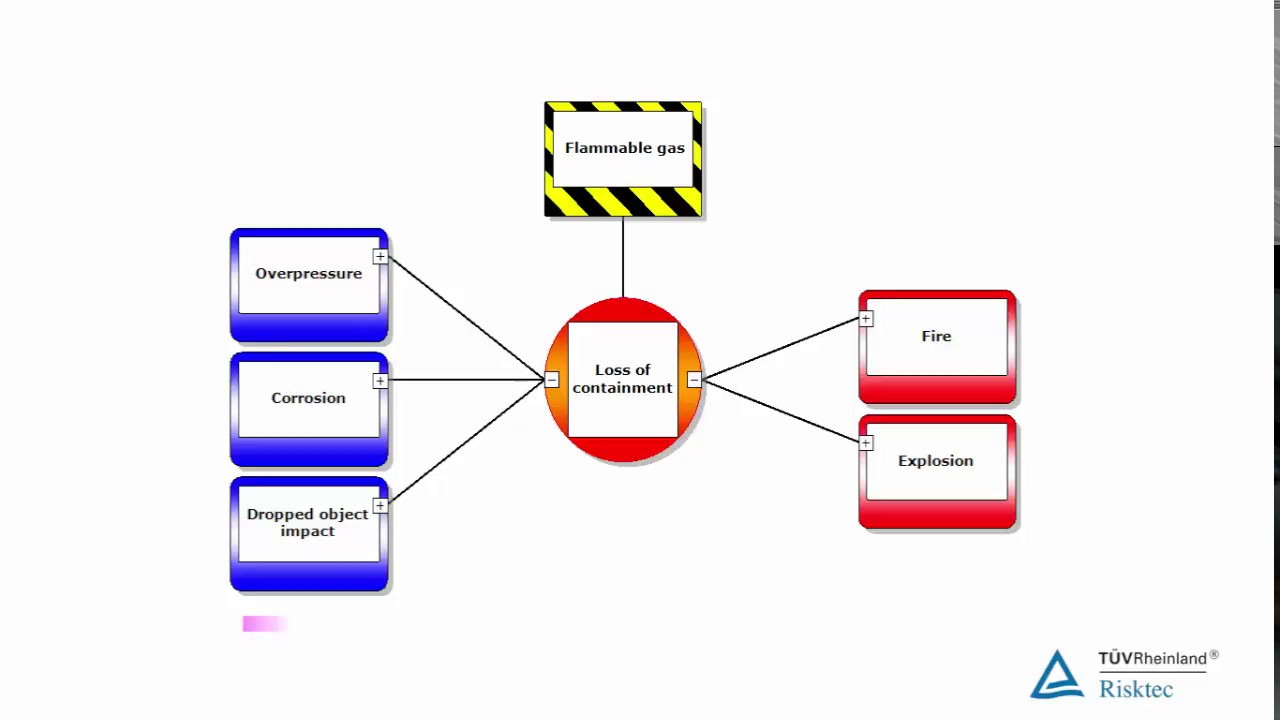 Flammable gas
Overpressure
Corrosion
Dropped object
impact
Loss of
containment
Fire
Explosion
TÜVRheinland®
Risktec